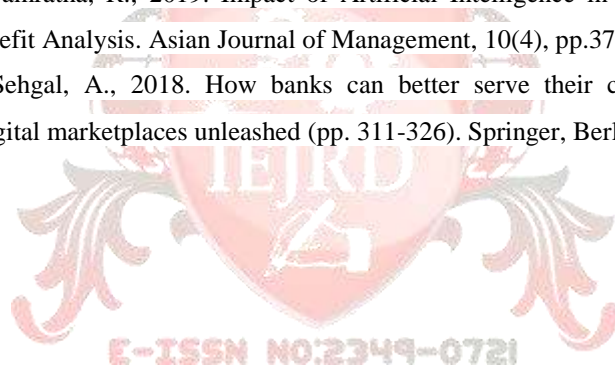 2019. Impact of Artificial Intelligence in
efit Analysis. Asian Journal of Management, 10(4), pp.37
Sehgal, A., 2018. How banks can better serve their c
gital marketplaces unleashed (pp. 311-326). Springer, Berl
IEJRD
E-ISSN NO:2349-0721